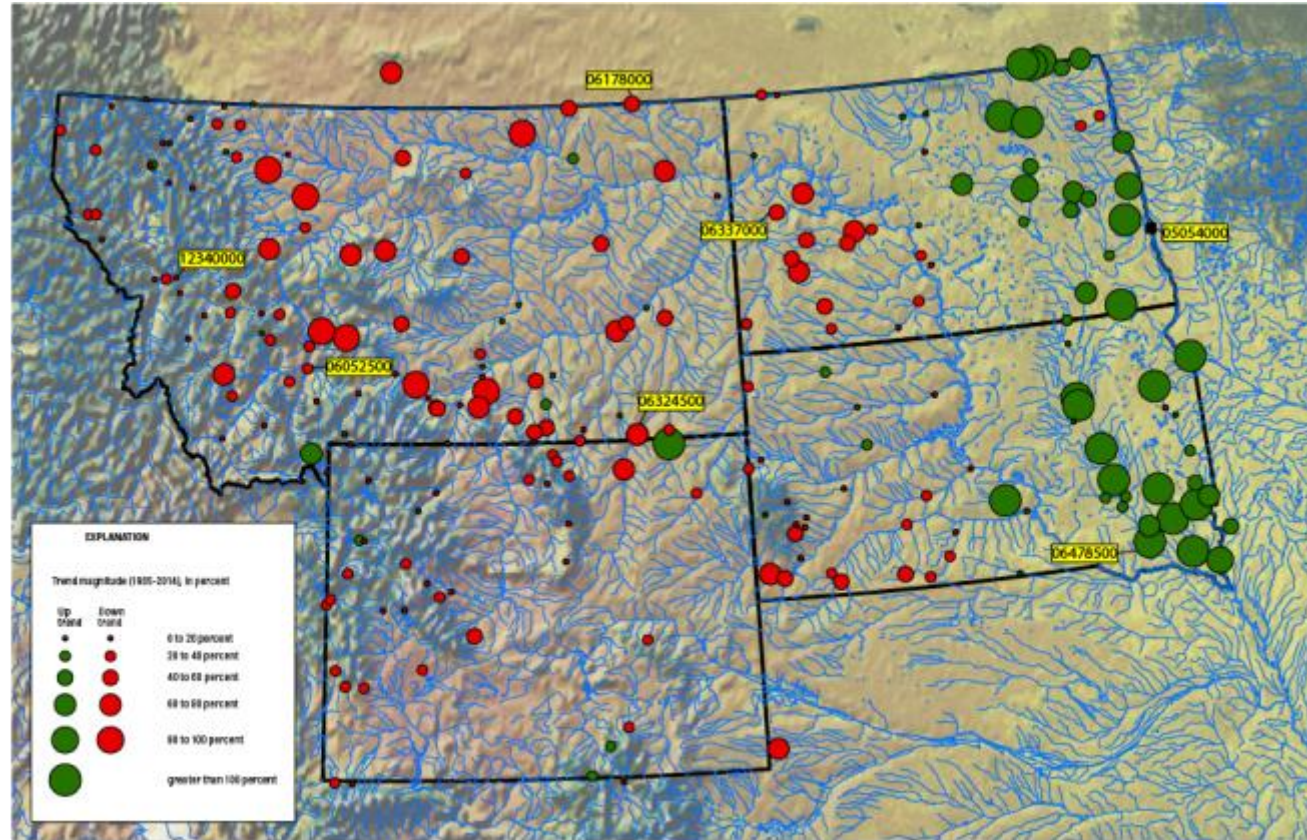 06178000
06337000
05054000
12340000
06052500
06324500
06478500
EXPLANATION
Trend magnitude (1985-2014), in percent
Up trend
Down trend
0 to 20 percent
20 to 40 percent
40 to 60 percent
60 to 80 percent
80 to 100 percent
greater than 100 percent